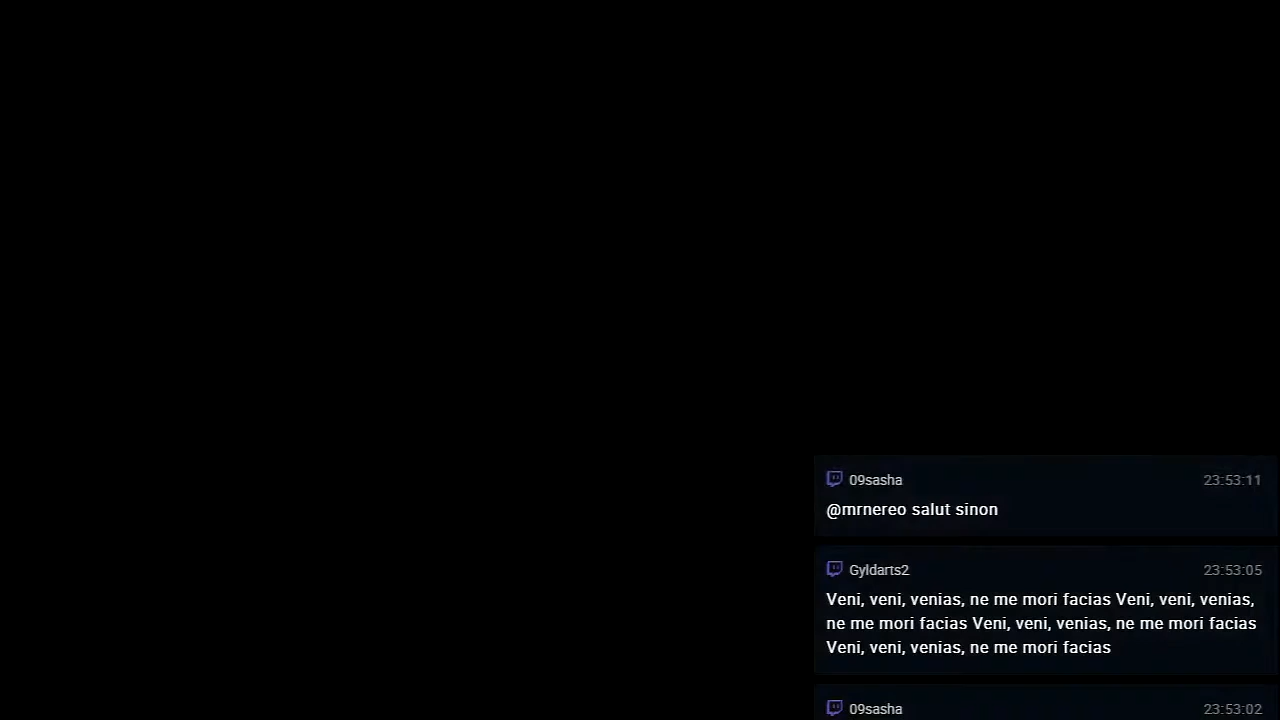 09sasha 23:53:11
@mrnereo salut sinon
Gyldarts2 23:53:05
Veni, veni, venias, ne me mori facias Veni, veni, venias,
ne me mori facias Veni, veni, venias, ne me mori facias
Veni, veni, venias, ne me mori facias
09sasha 23:53:02